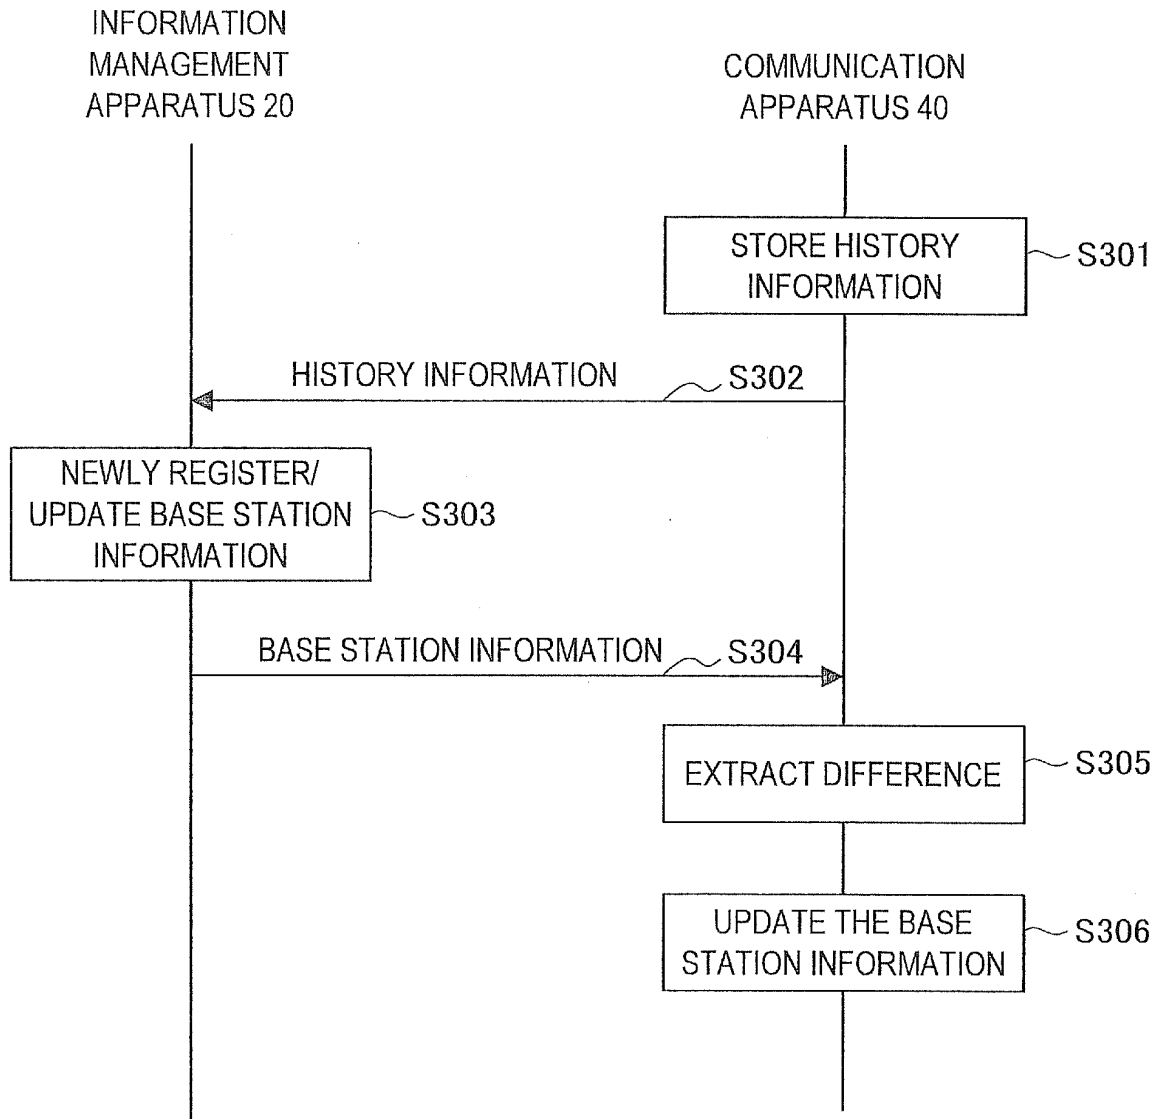 INFORMATION
MANAGEMENT
APPARATUS 20
COMMUNICATION
APPARATUS 40
STORE HISTORY
INFORMATION
S301
HISTORY INFORMATION
S302
NEWLY REGISTER/
UPDATE BASE STATION
INFORMATION
S303
BASE STATION INFORMATION
S304
EXTRACT DIFFERENCE
S305
UPDATE THE BASE
STATION INFORMATION
S306